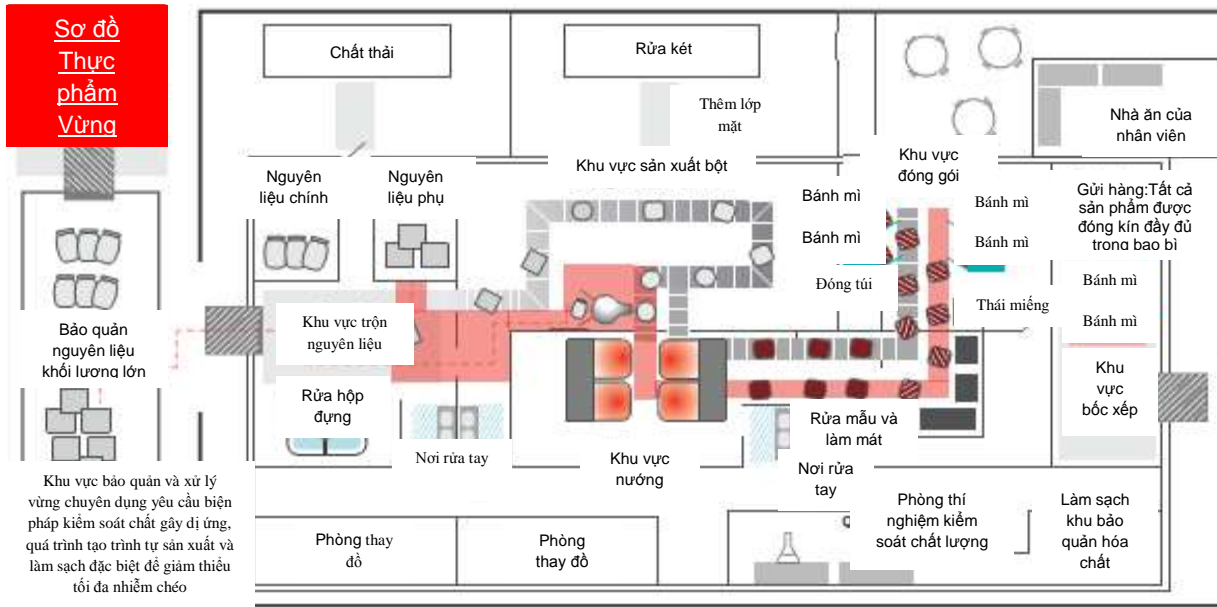 Sơ đồ
Thực
phẩm
Vừng
Chất thải
Rửa két
Thêm lớp
mặt
Nhà ăn của
nhân viên
Nguyên
liệu chính
Nguyên
liệu phụ
Khu vực sản xuất bột
Khu vực
đóng gói
Bánh mì
Bánh mì
Bánh mì
Bánh mì
Gửi hàng:Tất cả
sản phẩm được
đóng kín đầy đủ
trong bao bì
Đóng túi
Thái miếng
Bánh mì
Bánh mì
Bảo quản
nguyên liệu
khối lượng lớn
Khu vực trộn
nguyên liệu
Rửa hộp
đựng
Nơi rửa tay
Khu vực
nướng
Rửa mẫu và
làm mát
Nơi rửa
tay
Khu
vực
bốc xếp
Khu vực bảo quản và xử lý
vừng chuyên dụng yêu cầu biện
pháp kiểm soát chất gây dị ứng,
quá trình tạo trình tự sản xuất và
làm sạch đặc biệt để giảm thiểu
tối đa nhiễm chéo
Phòng thay
đồ
Phòng
thay đồ
Phòng thí
nghiệm kiểm
soát chất lượng
Làm sạch
khu bảo
quản hóa
chất